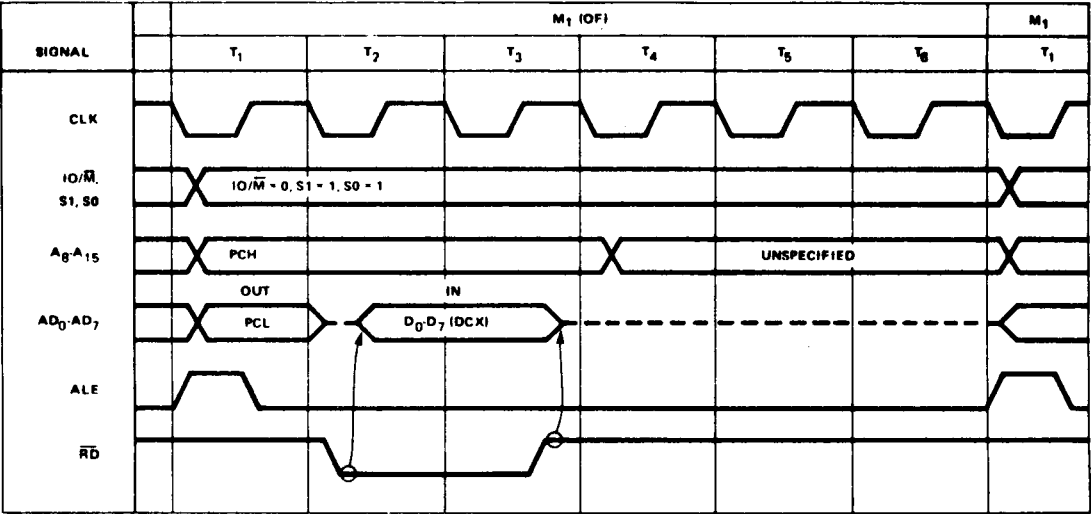 M1 (OF) M1
SIGNAL T1 T2 T3 T4 T5 T6 T1
CLK
IO/M̅,
S1, S0
IO/M̅ = 0, S1 = 1, S0 = 1
A8-A15 PCH UNSPECIFIED
OUT IN
AD0-AD7 PCL D0-D7 (DCX)
ALE
R̅D̅